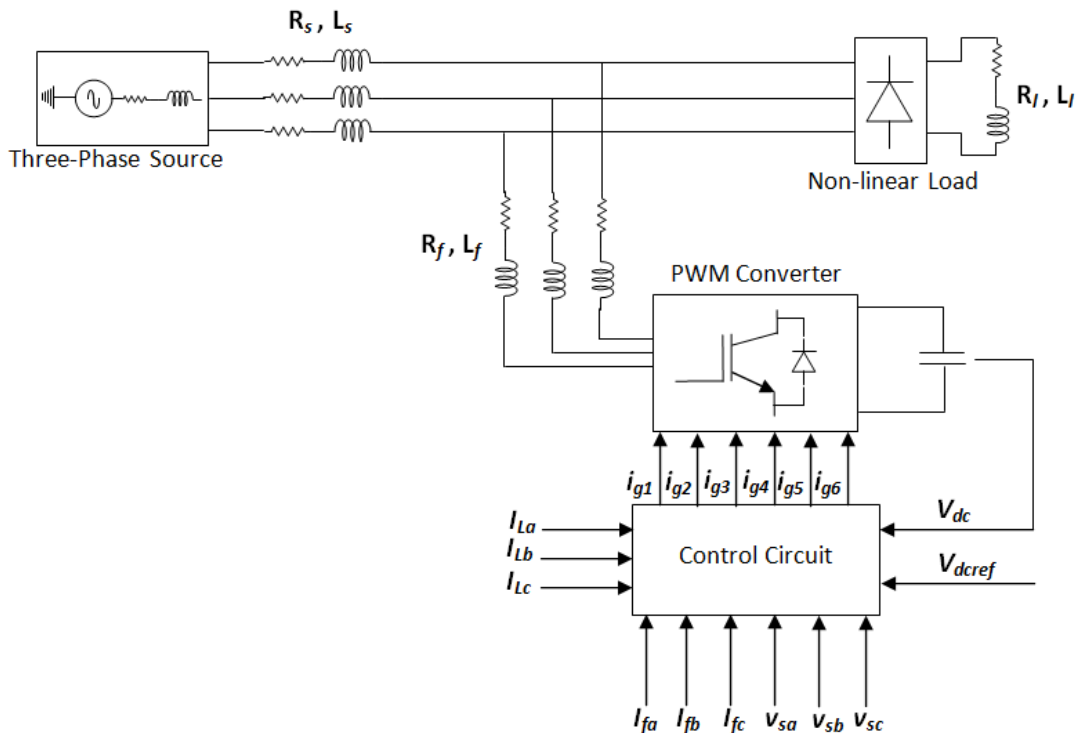 Rs , Ls
Three-Phase Source
Rl , Ll
Non-linear Load
Rf , Lf
PWM Converter
ig1 ig2 ig3 ig4 ig5 ig6
ILa
ILb
ILc
Control Circuit
Vdc
Vdcref
Ifa Ifb Ifc vsa vsb vsc